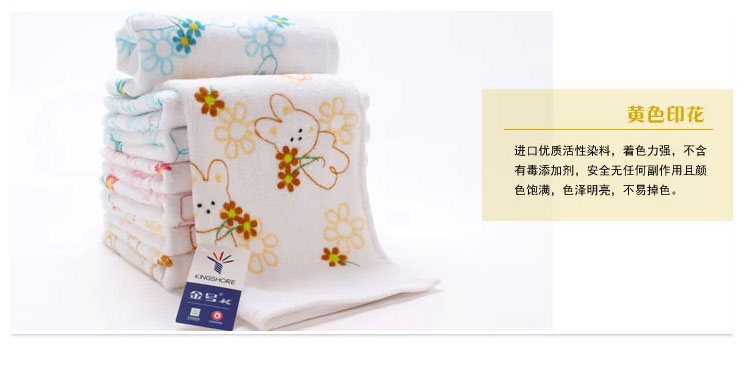 黄色印花
进口优质活性染料，着色力强，不含
有毒添加剂，安全无任何副作用且颜
色饱满，色泽明亮，不易掉色。
KINGSHORE
金号